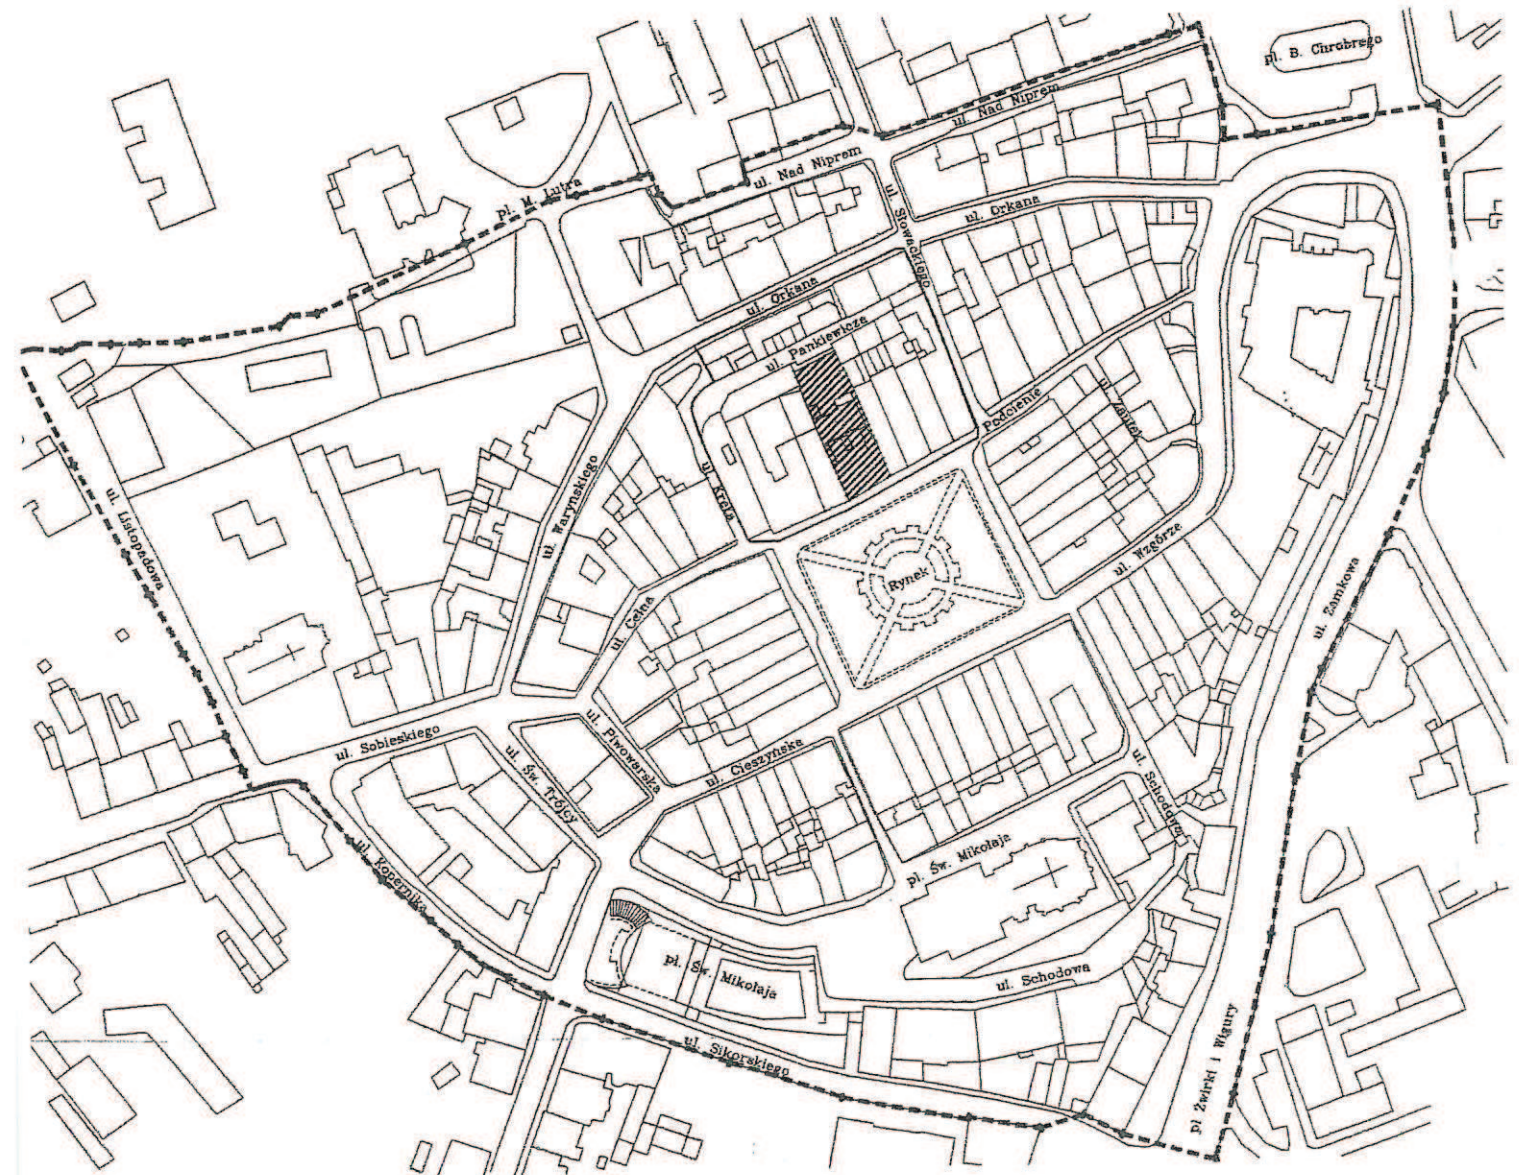 pl. B. Chrobrego
ul. Nad Niprem
ul. Nad Niprem
pl. M. Lutra
ul. Orkana
ul. Słowackiego
ul. Orkana
ul. Pankiewicza
Podcienie
ul. Zaułek
ul. Kręta
ul. Waryńskiego
ul. Listopadowa
ul. Wzgórze
Rynek
ul. Zamkowa
ul. Celna
ul. Sobieskiego
ul. Piwowarska
ul. Cieszyńska
ul. Św. Trójcy
ul. Schodowa
pl. Św. Mikołaja
ul. Kopernika
pl. Św. Mikołaja
ul. Schodowa
ul. Sikorskiego
pl Żwirki i Wigury